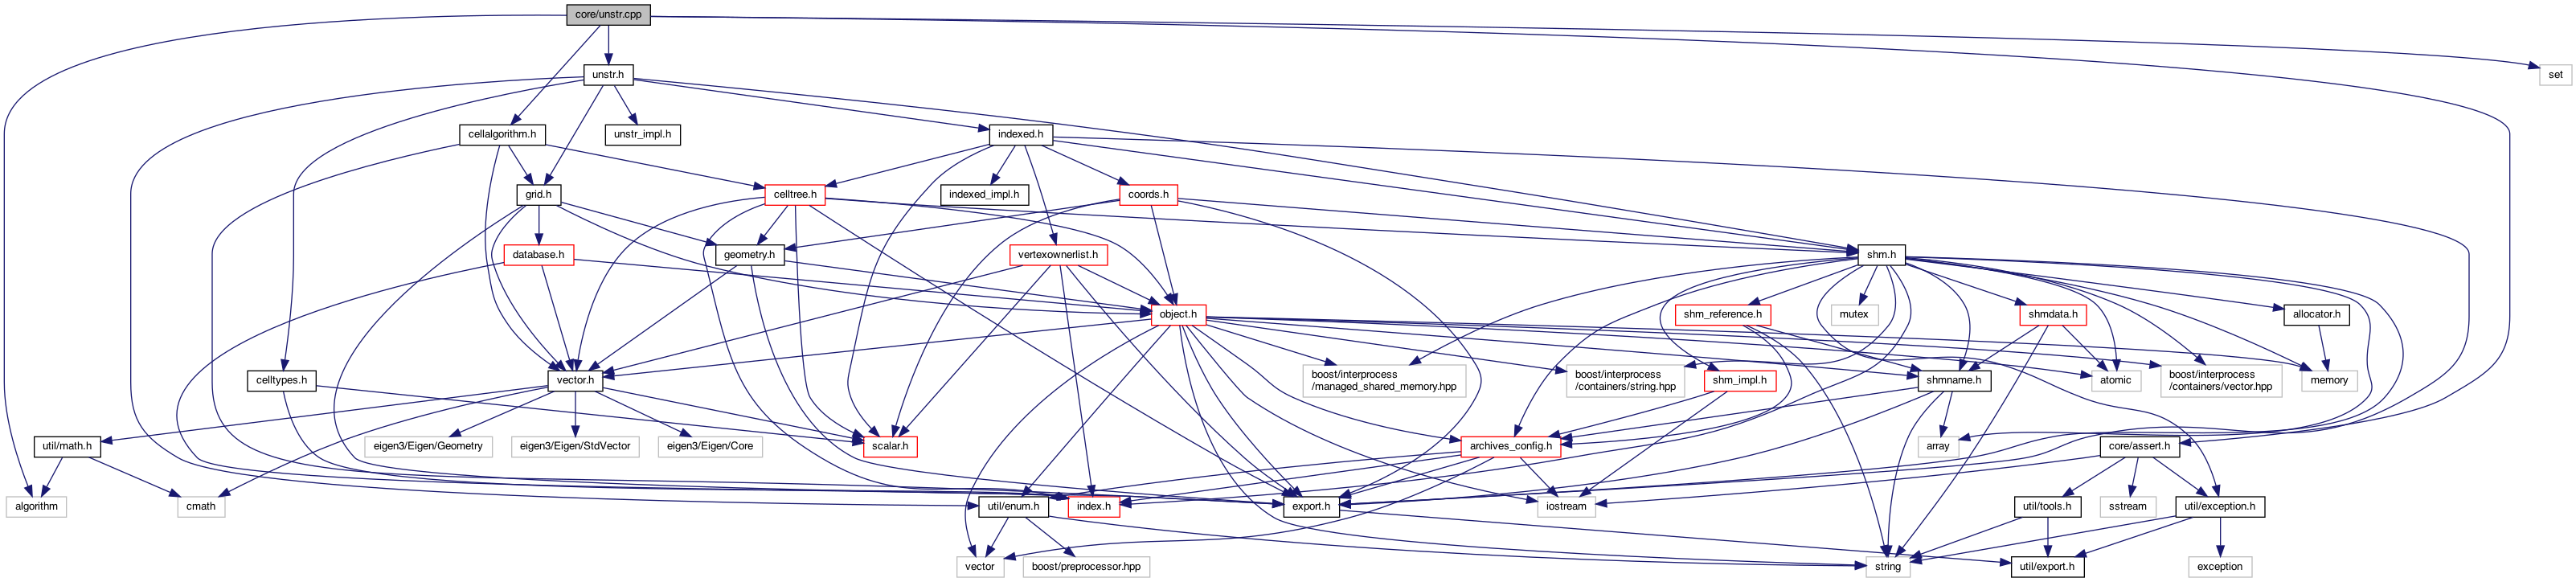 core/unstr.cpp
unstr.h
set
cellalgorithm.h
unstr_impl.h
indexed.h
grid.h
celltree.h
indexed_impl.h
coords.h
database.h
geometry.h
vertexownerlist.h
shm.h
object.h
shm_reference.h
mutex
shmdata.h
allocator.h
celltypes.h
vector.h
boost/interprocess
/managed_shared_memory.hpp
boost/interprocess
/containers/string.hpp
shm_impl.h
shmname.h
atomic
boost/interprocess
/containers/vector.hpp
memory
util/math.h
eigen3/Eigen/Geometry
eigen3/Eigen/StdVector
eigen3/Eigen/Core
scalar.h
archives_config.h
array
core/assert.h
algorithm
cmath
util/enum.h
index.h
export.h
iostream
util/tools.h
sstream
util/exception.h
vector
boost/preprocessor.hpp
string
util/export.h
exception